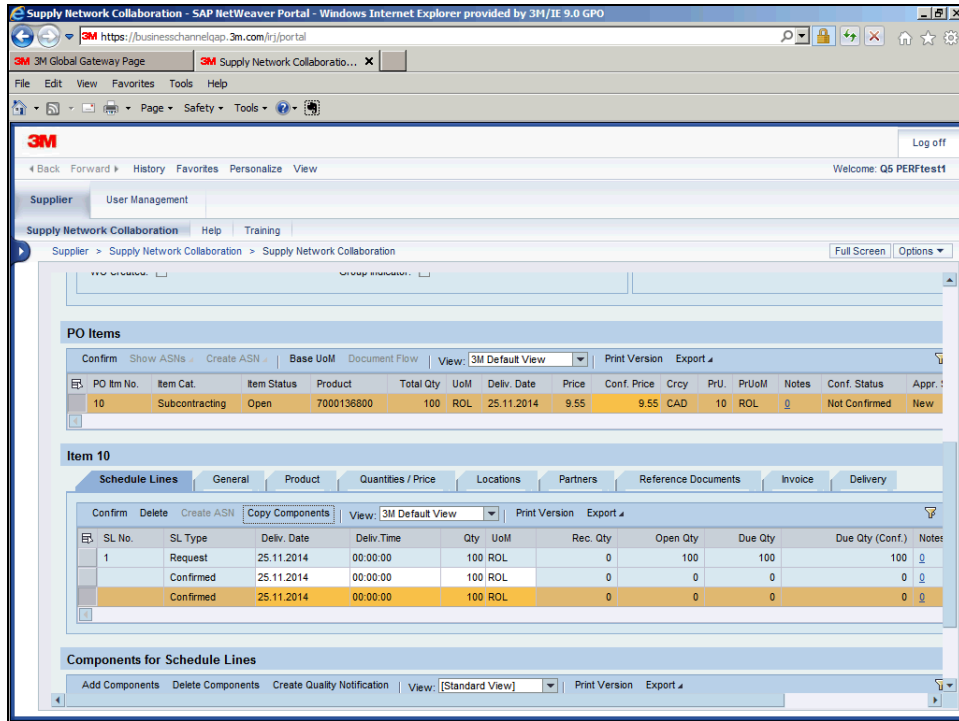 Supply Network Collaboration - SAP NetWeaver Portal - Windows Internet Explorer provided by 3M/IE 9.0 GPO
3M https://businesschannelqap.3m.com/irj/portal
3M 3M Global Gateway Page 3M Supply Network Collaboratio... X
File Edit View Favorites Tools Help
Page Safety Tools
3M Log off
Back Forward History Favorites Personalize View Welcome: Q5 PERFtest1
Supplier User Management
Supply Network Collaboration Help Training
Supplier > Supply Network Collaboration > Supply Network Collaboration Full Screen Options
PO Items
Confirm Show ASNs Create ASN Base UoM Document Flow View: 3M Default View Print Version Export
PO Itm No. Item Cat. Item Status Product Total Qty UoM Deliv. Date Price Conf. Price Crcy PrU. PrUoM Notes Conf. Status Appr.
10 Subcontracting Open 7000136800 100 ROL 25.11.2014 9.55 9.55 CAD 10 ROL 0 Not Confirmed New
Item 10
Schedule Lines General Product Quantities / Price Locations Partners Reference Documents Invoice Delivery
Confirm Delete Create ASN Copy Components View: 3M Default View Print Version Export
SL No. SL Type Deliv. Date Deliv.Time Qty UoM Rec. Qty Open Qty Due Qty Due Qty (Conf.) Notes
1 Request 25.11.2014 00:00:00 100 ROL 0 100 100 100 0
Confirmed 25.11.2014 00:00:00 100 ROL 0 0 0 0 0
Confirmed 25.11.2014 00:00:00 100 ROL 0 0 0 0 0
Components for Schedule Lines
Add Components Delete Components Create Quality Notification View: [Standard View] Print Version Export